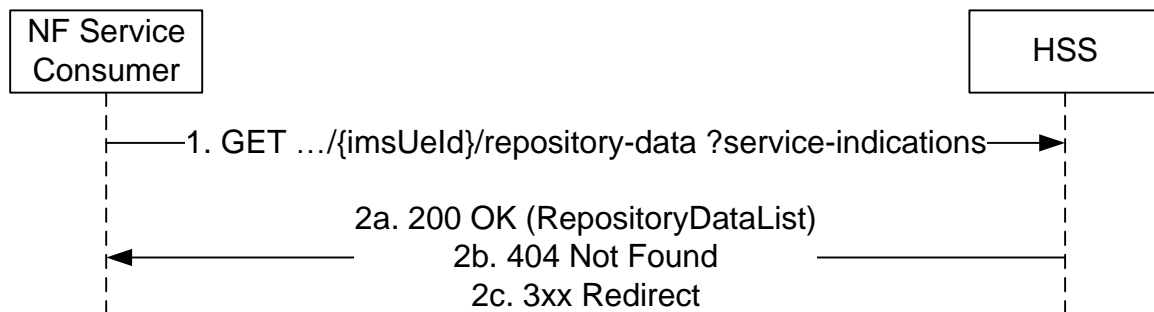 NF Service
Consumer
HSS
1. GET …/{imsUeId}/repository-data ?service-indications
2a. 200 OK (RepositoryDataList)
2b. 404 Not Found
2c. 3xx Redirect